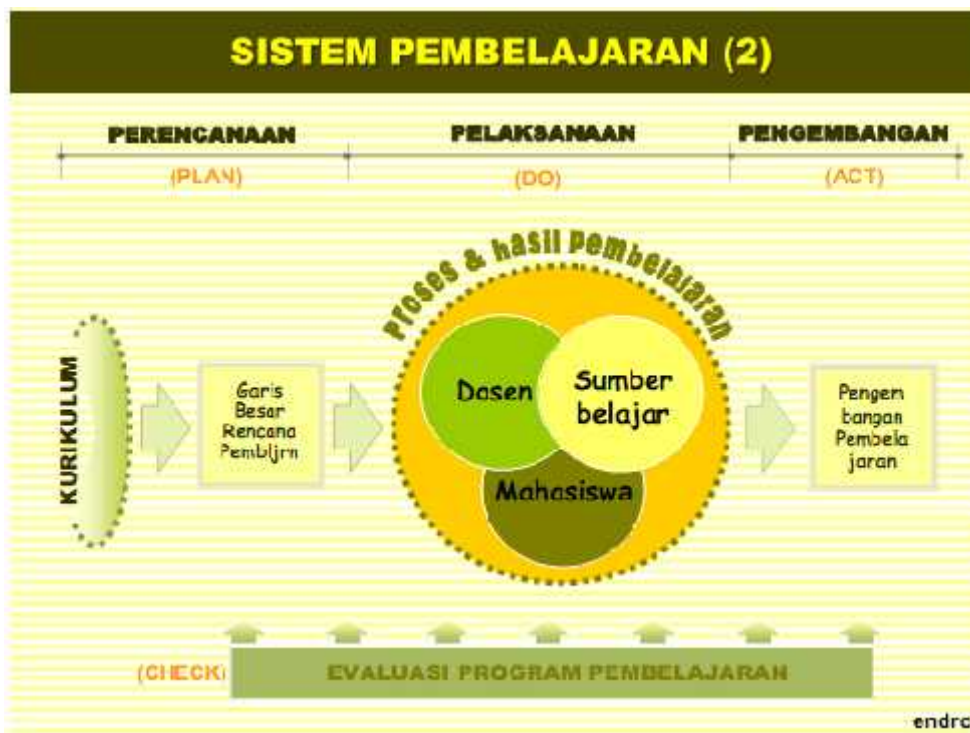 SISTEM PEMBELAJARAN (2)
PERENCANAAN
PELAKSANAAN
PENGEMBANGAN
(PLAN)
(DO)
(ACT)
Proses & hasil pembelajaran
KURIKULUM
Garis
Besar
Rencana
Pembljrn
Dosen
Sumber
belajar
Mahasiswa
Pengem
bangan
Pembela
jaran
(CHECK)
EVALUASI PROGRAM PEMBELAJARAN
endro